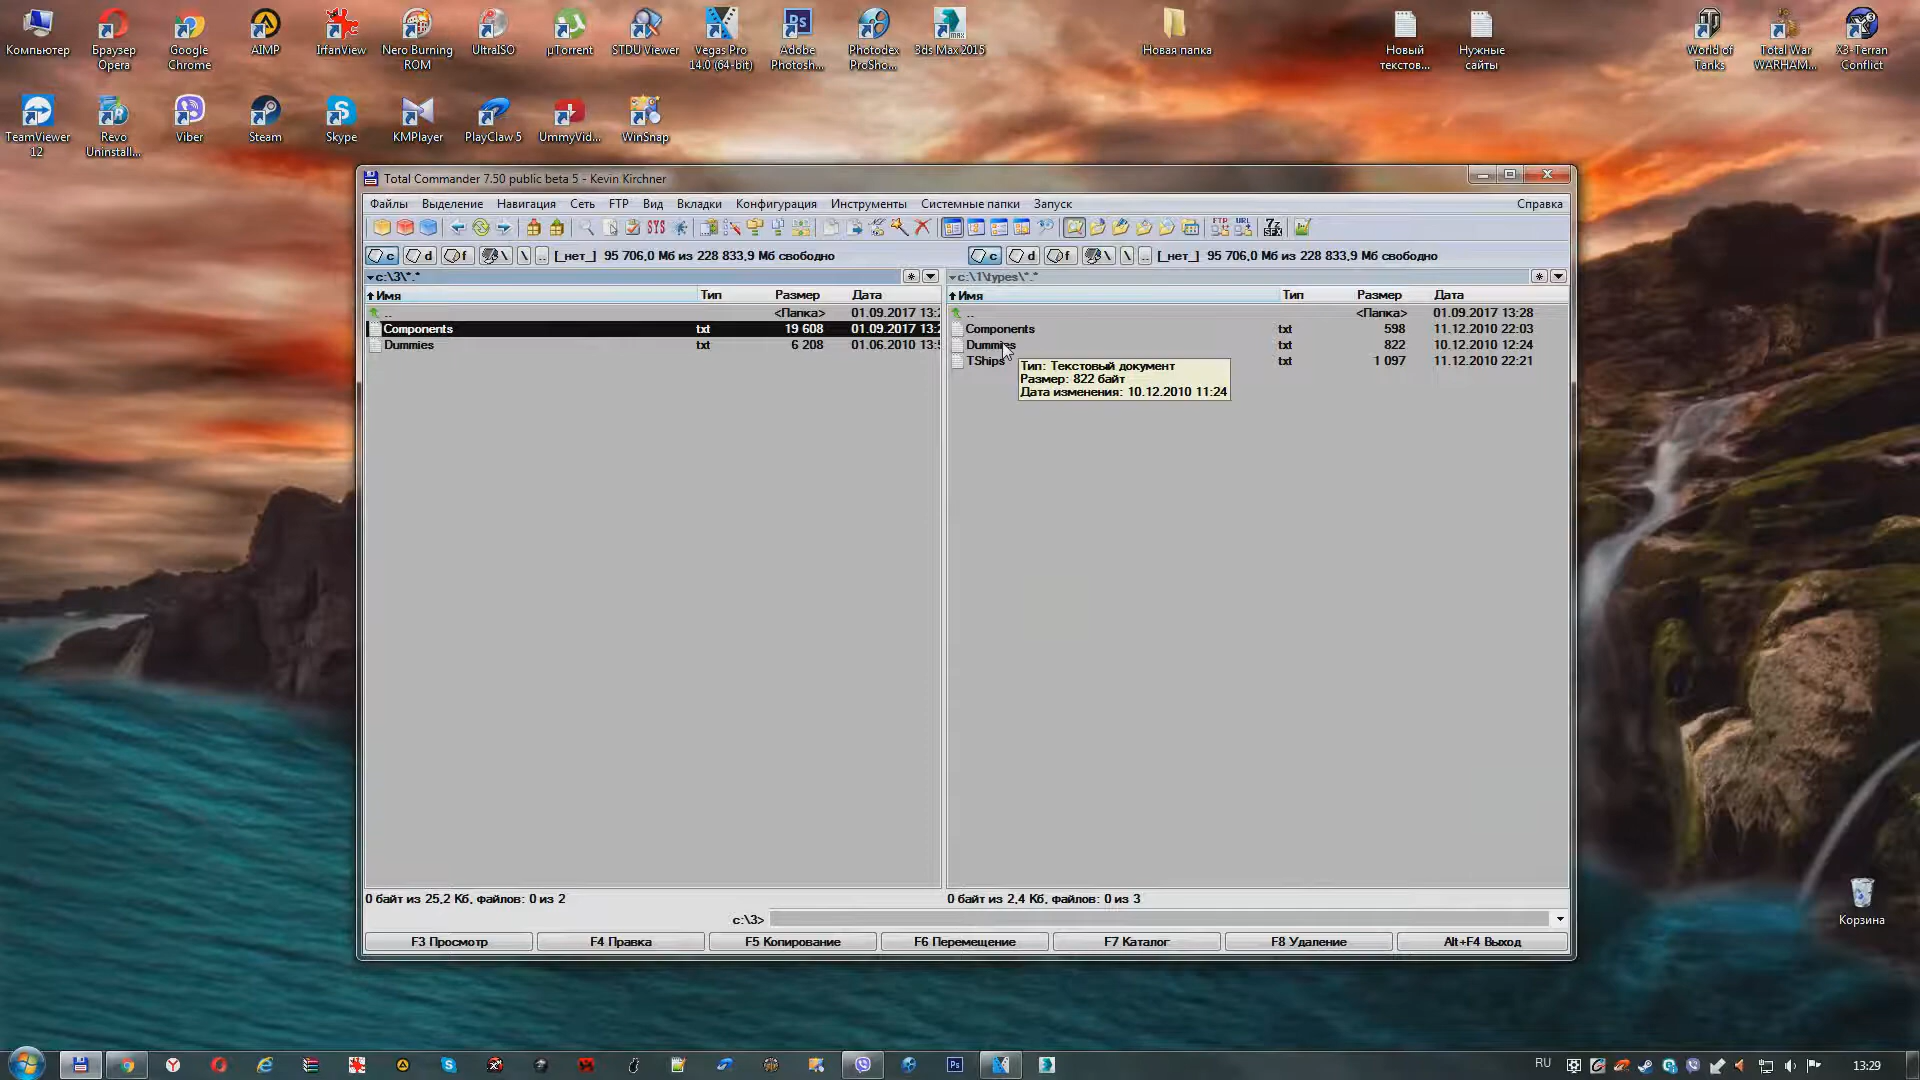 Компьютер
Браузер
Opera
Google
Chrome
AIMP
IrfanView
Nero Burning
ROM
UltraISO
µTorrent
STDU Viewer
Vegas Pro
14.0 (64-bit)
Adobe
Photosh...
Photodex
ProSho...
3ds Max 2015
Новая папка
Новый
текстов...
Нужные
сайты
World of
Tanks
Total War
WARHAM...
X3-Terran
Conflict
TeamViewer
12
Revo
Uninstall...
Viber
Steam
Skype
KMPlayer
PlayClaw 5
UmmyVid...
WinSnap
Total Commander 7.50 public beta 5 - Kevin Kirchner
Файлы Выделение Навигация Сеть FTP Вид Вкладки Конфигурация Инструменты Системные папки Запуск Справка
c d f \ \ .. [_нет_] 95 706,0 Мб из 228 833,9 Мб свободно
c d f \ \ .. [_нет_] 95 706,0 Мб из 228 833,9 Мб свободно
c:\3\*.*
Имя Тип Размер Дата
.. <Папка> 01.09.2017 13:2
Components txt 19 608 01.09.2017 13:2
Dummies txt 6 208 01.06.2010 13:5
c:\1\types\*.*
Имя Тип Размер Дата
.. <Папка> 01.09.2017 13:28
Components txt 598 11.12.2010 22:03
Dummies txt 822 10.12.2010 12:24
TShips txt 1 097 11.12.2010 22:21
Тип: Текстовый документ
Размер: 822 байт
Дата изменения: 10.12.2010 11:24
0 байт из 25,2 Кб, файлов: 0 из 2
0 байт из 2,4 Кб, файлов: 0 из 3
c:\3>
F3 Просмотр F4 Правка F5 Копирование F6 Перемещение F7 Каталог F8 Удаление Alt+F4 Выход
Корзина
RU 13:29